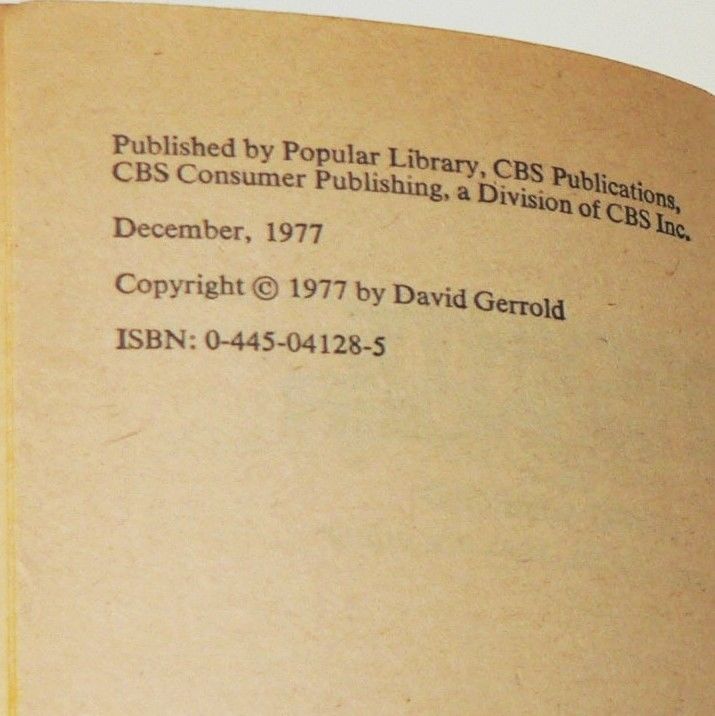 Published by Popular Library, CBS Publications,
CBS Consumer Publishing, a Division of CBS Inc.
December, 1977
Copyright © 1977 by David Gerrold
ISBN: 0-445-04128-5